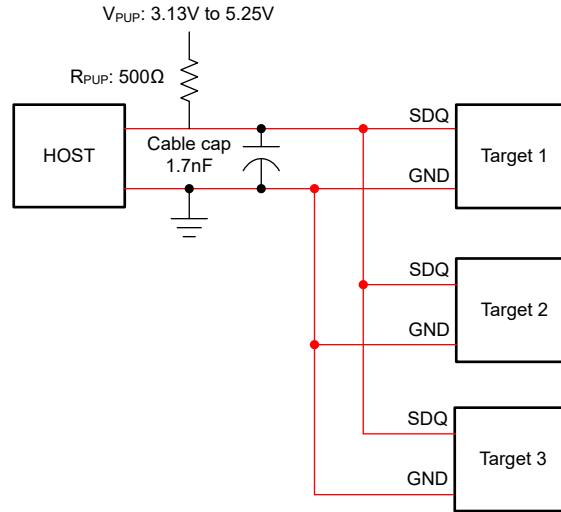 VPUP: 3.13V to 5.25V
RPUP: 500Ω
HOST
Cable cap
1.7nF
SDQ
Target 1
GND
SDQ
Target 2
GND
SDQ
Target 3
GND